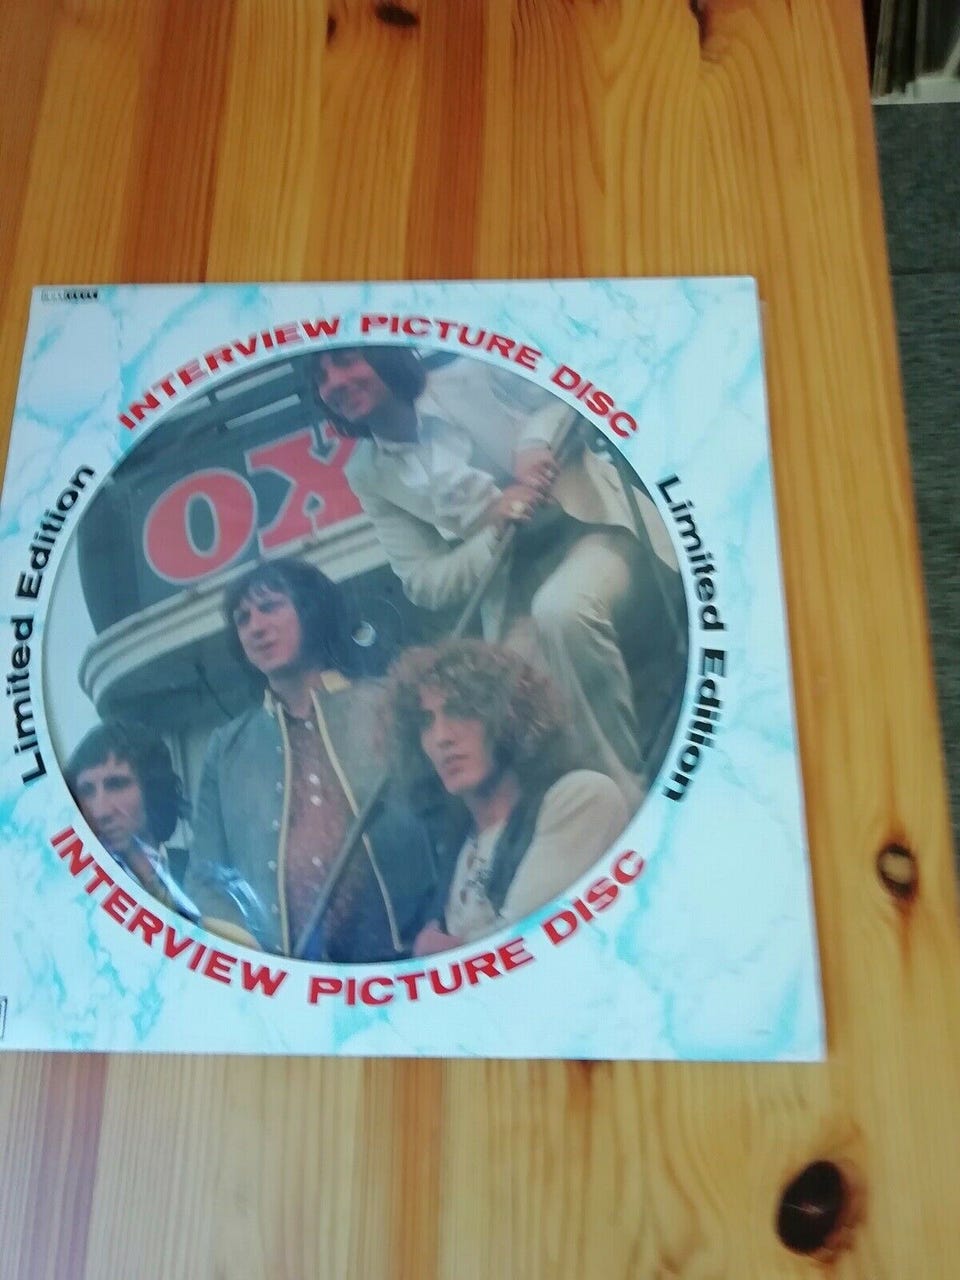 INTERVIEW PICTURE DISC
Limited Edition
Limited Edition
OX
INTERVIEW PICTURE DISC